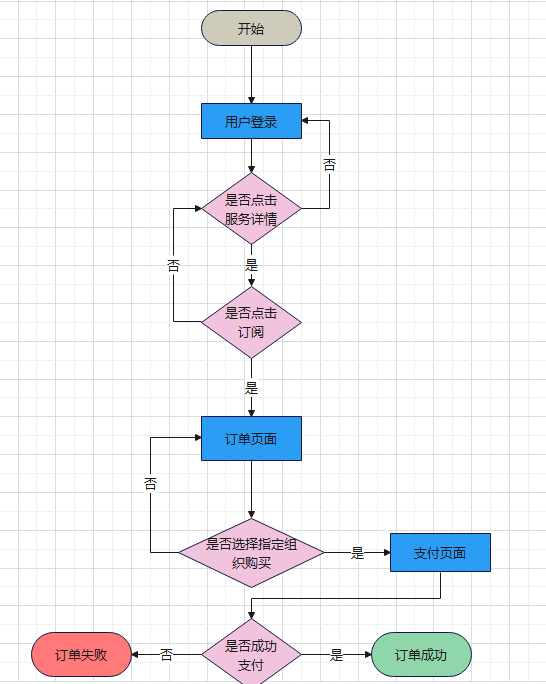 开始
用户登录
否
是否点击
服务详情
否
是
是否点击
订阅
是
订单页面
否
是否选择指定组
织购买
是
支付页面
是否成功
支付
订单失败
否
是
订单成功